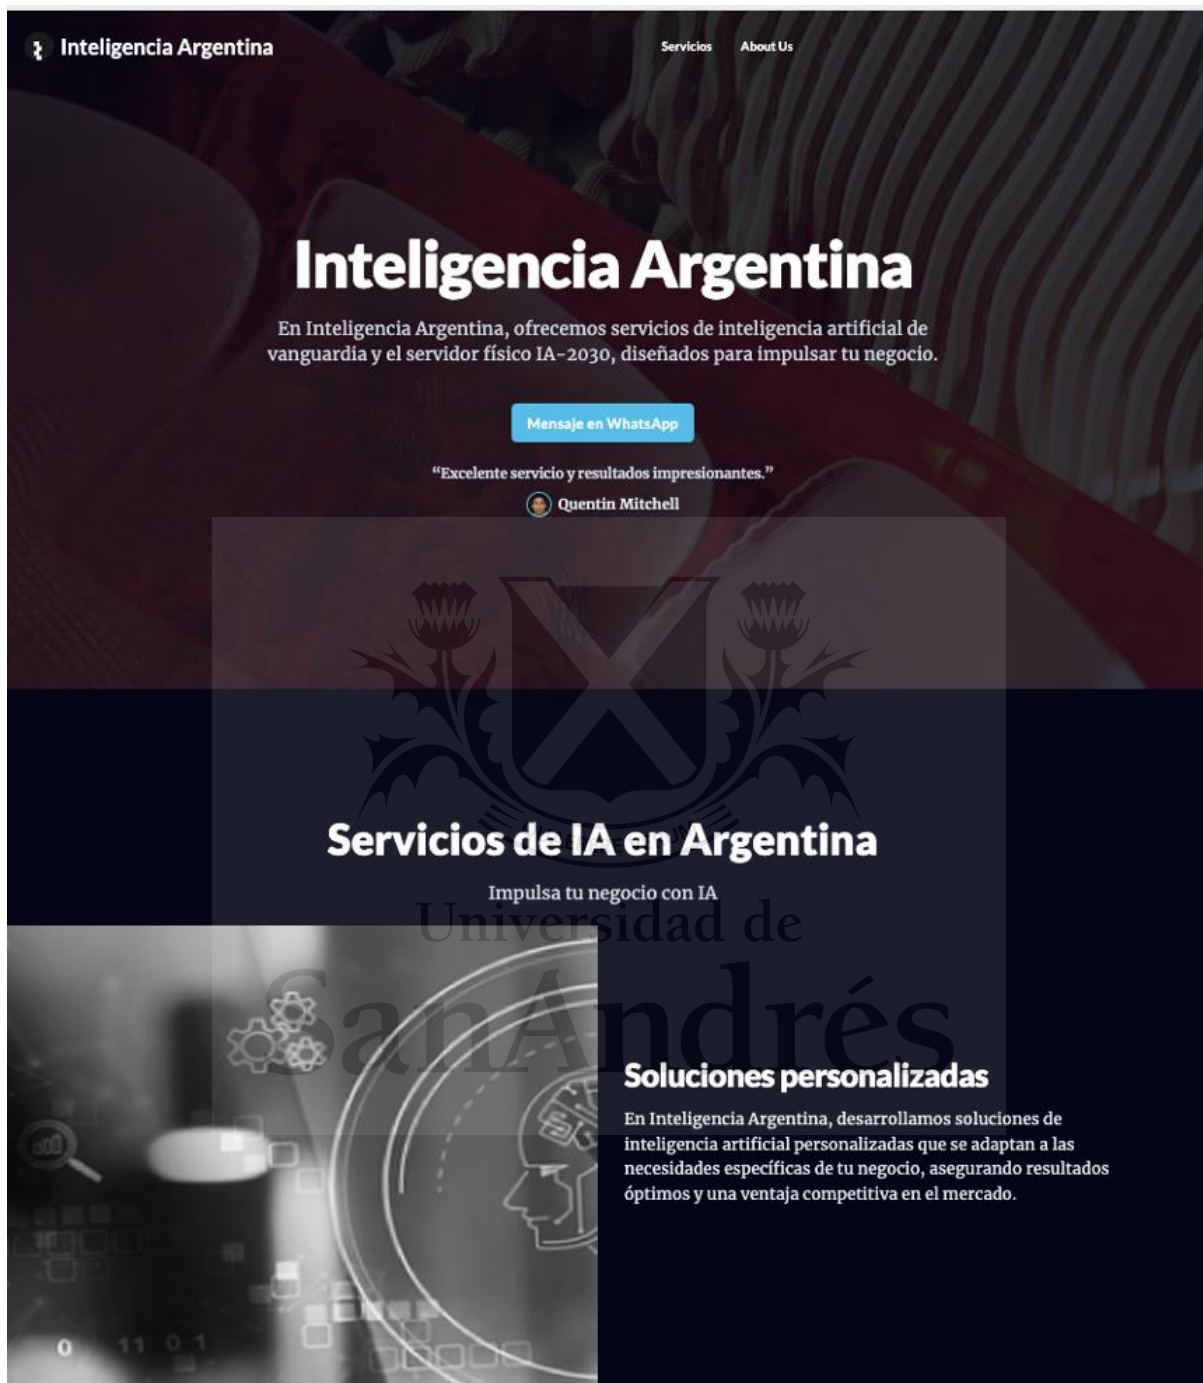 Inteligencia Argentina
Servicios
About Us
Inteligencia Argentina
En Inteligencia Argentina, ofrecemos servicios de inteligencia artificial de
vanguardia y el servidor físico IA-2030, diseñados para impulsar tu negocio.
Mensaje en WhatsApp
“Excelente servicio y resultados impresionantes.”
Quentin Mitchell
Servicios de IA en Argentina
Impulsa tu negocio con IA
Universidad de
SanAndrés
Soluciones personalizadas
En Inteligencia Argentina, desarrollamos soluciones de
inteligencia artificial personalizadas que se adaptan a las
necesidades específicas de tu negocio, asegurando resultados
óptimos y una ventaja competitiva en el mercado.
0 11 0 1